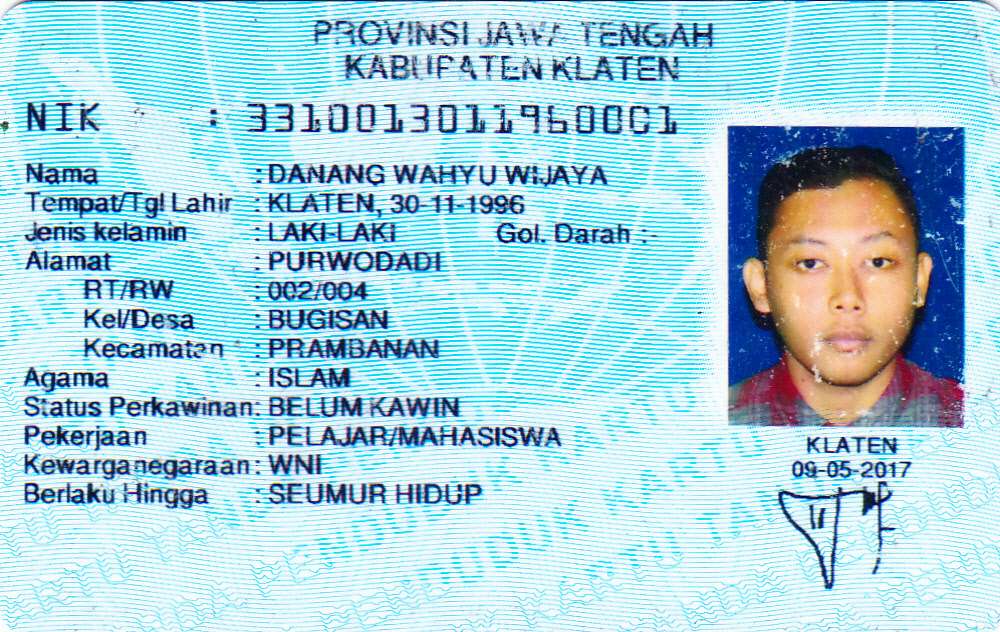 PROVINSI JAWA TENGAH
KABUPATEN KLATEN
NIK : 3310013011960001
Nama : DANANG WAHYU WIJAYA
Tempat/Tgl Lahir : KLATEN, 30-11-1996
Jenis kelamin : LAKI-LAKI Gol. Darah :-
Alamat : PURWODADI
RT/RW : 002/004
Kel/Desa : BUGISAN
Kecamatan : PRAMBANAN
Agama : ISLAM
Status Perkawinan: BELUM KAWIN
Pekerjaan : PELAJAR/MAHASISWA
Kewarganegaraan: WNI
Berlaku Hingga : SEUMUR HIDUP
KLATEN
09-05-2017